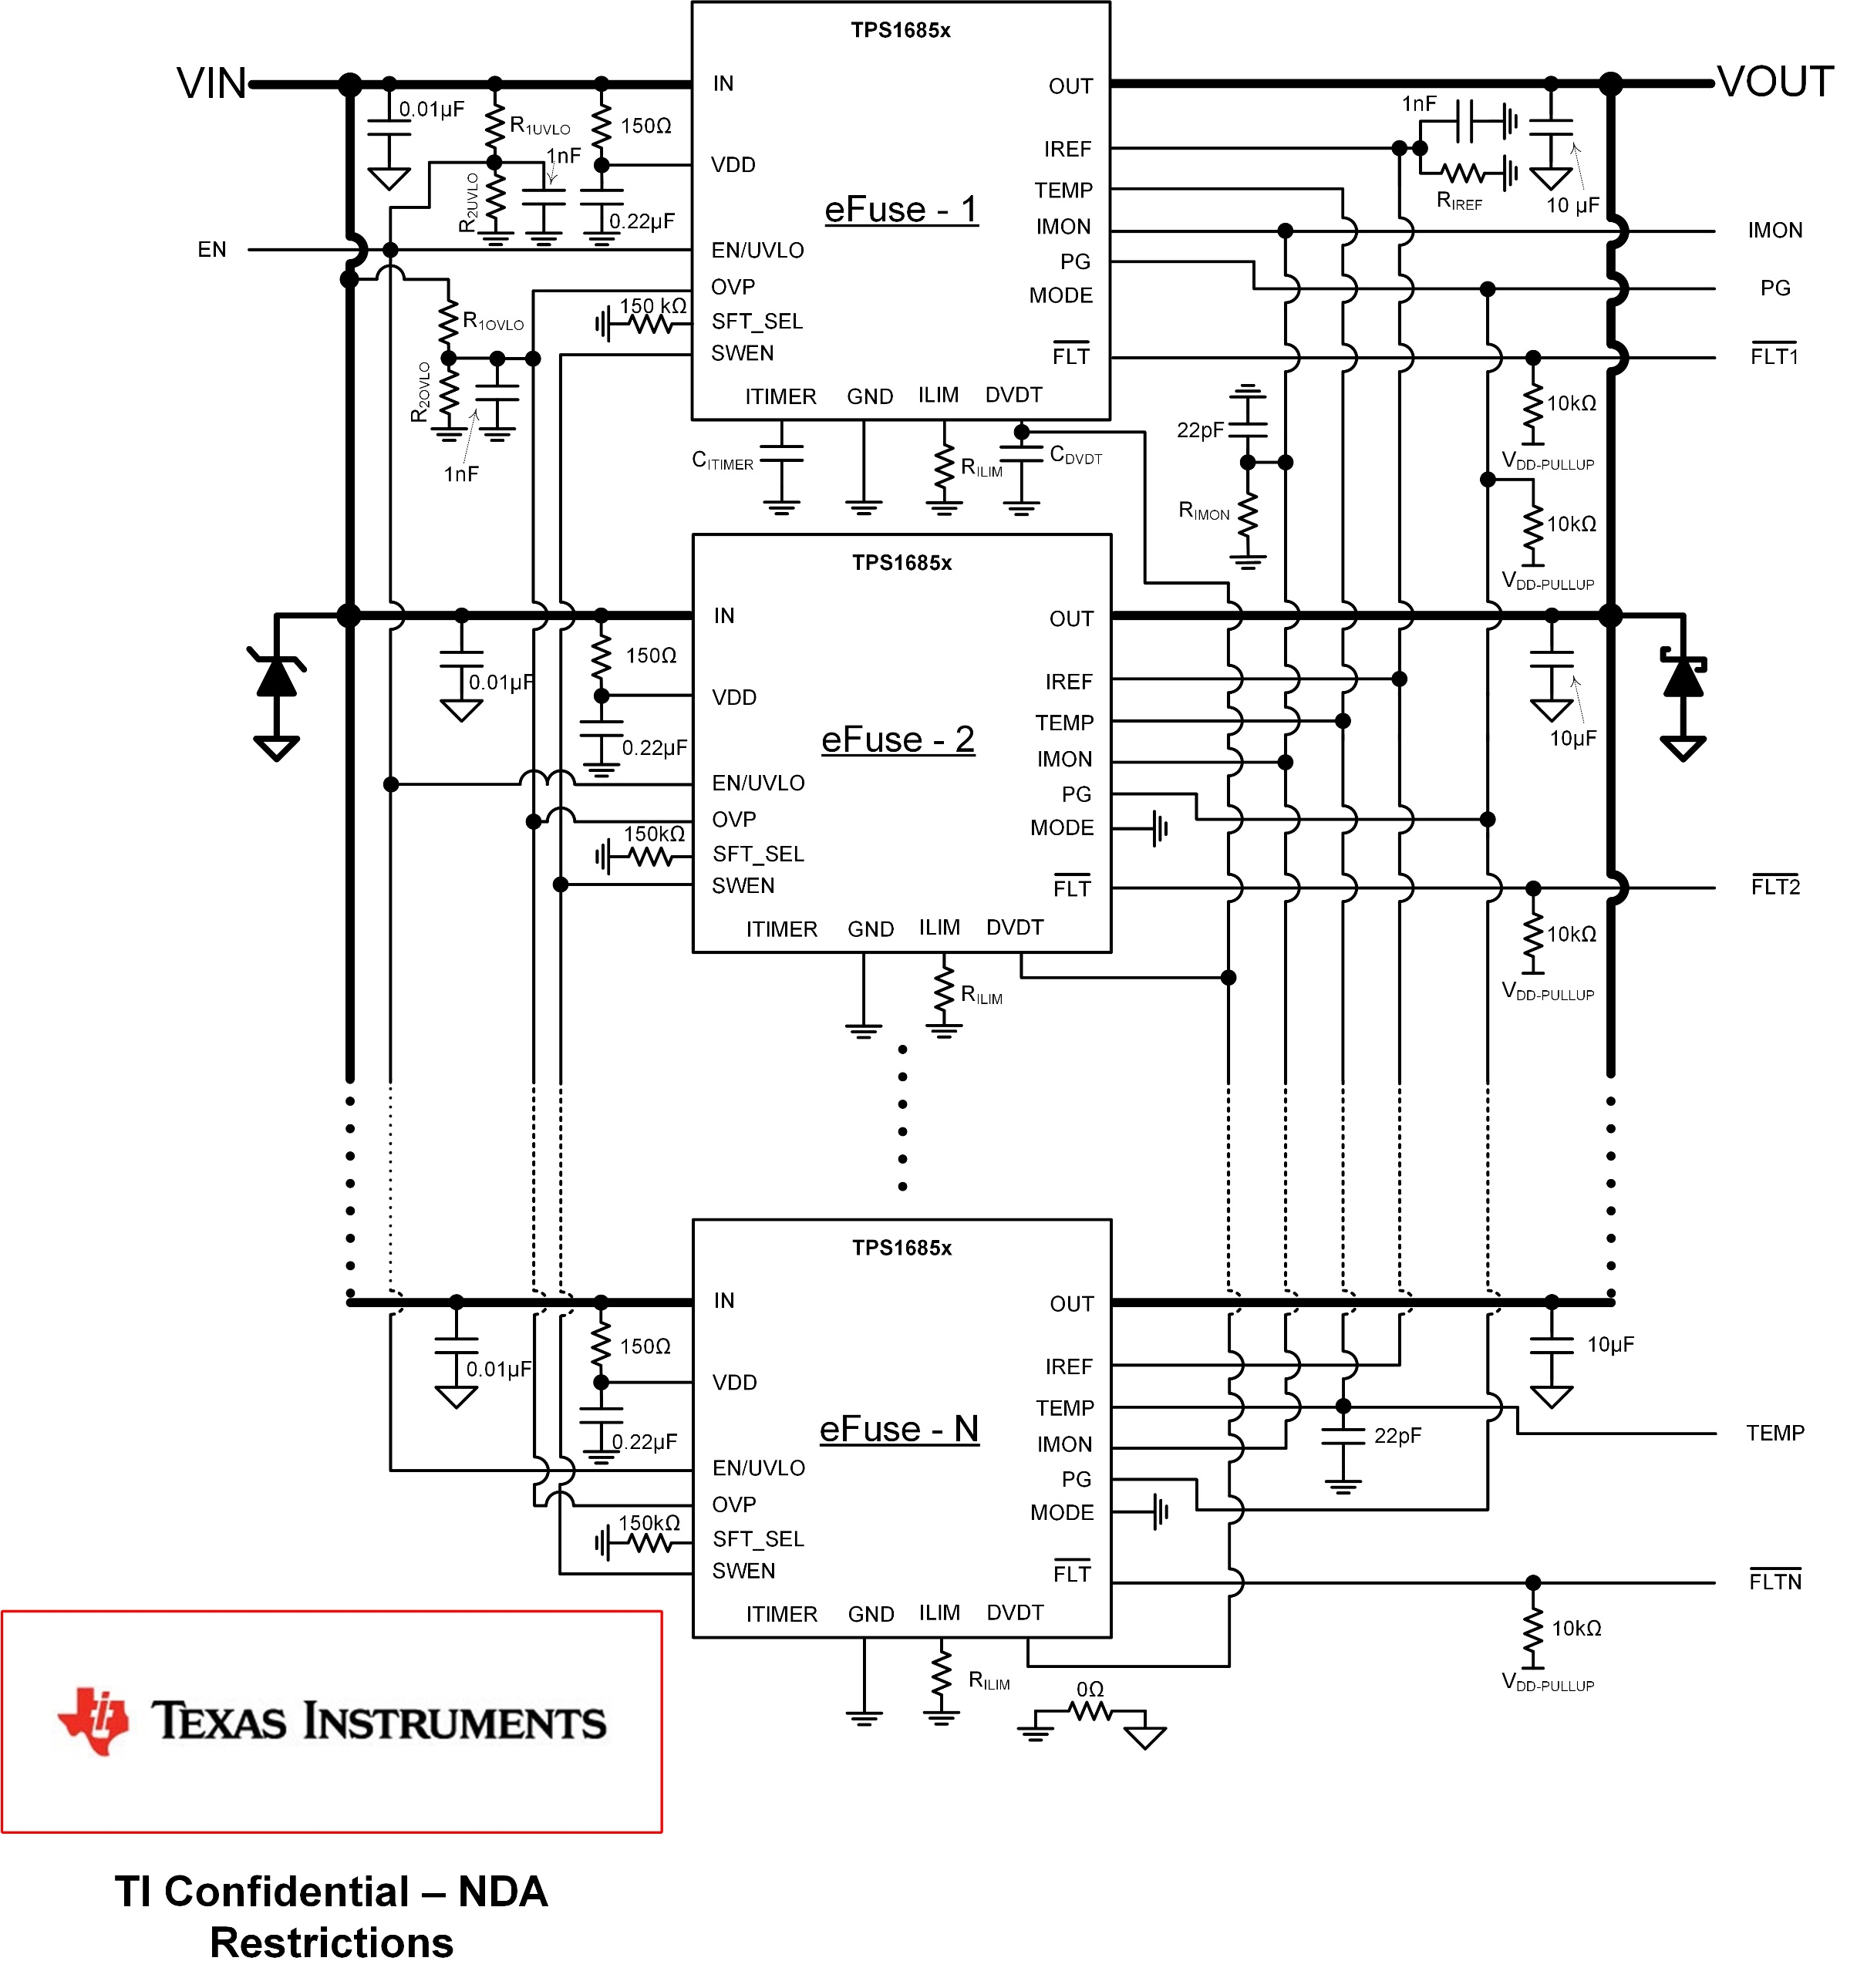 TPS1685x
VIN
IN
OUT
VOUT
0.01µF
R1UVLO
150Ω
1nF
1nF
VDD
IREF
R2UVLO
0.22µF
TEMP
RIREF
10 µF
eFuse - 1
IMON
IMON
EN
EN/UVLO
PG
OVP
MODE
PG
150 kΩ
R1OVLO
SFT_SEL
SWEN
FLT
FLT1
R2OVLO
ITIMER
GND
ILIM
DVDT
10kΩ
22pF
CITIMER
RILIM
CDVDT
VDD-PULLUP
1nF
RIMON
10kΩ
TPS1685x
VDD-PULLUP
IN
OUT
150Ω
0.01µF
VDD
IREF
0.22µF
TEMP
10µF
eFuse - 2
IMON
EN/UVLO
PG
OVP
MODE
150kΩ
SFT_SEL
SWEN
FLT
FLT2
ITIMER
GND
ILIM
DVDT
10kΩ
RILIM
VDD-PULLUP
TPS1685x
IN
OUT
150Ω
10µF
0.01µF
VDD
IREF
0.22µF
TEMP
22pF
TEMP
eFuse - N
IMON
EN/UVLO
PG
OVP
MODE
150kΩ
SFT_SEL
SWEN
FLT
FLTN
ITIMER
GND
ILIM
DVDT
10kΩ
RILIM
0Ω
VDD-PULLUP
TEXAS INSTRUMENTS
TI Confidential – NDA
Restrictions